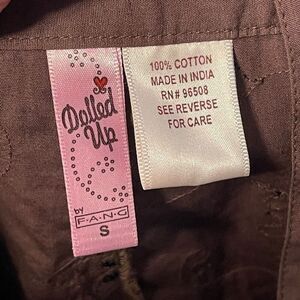 Dolled
Up
by
F·A·N·G
S
100% COTTON
MADE IN INDIA
RN# 96508
SEE REVERSE
FOR CARE